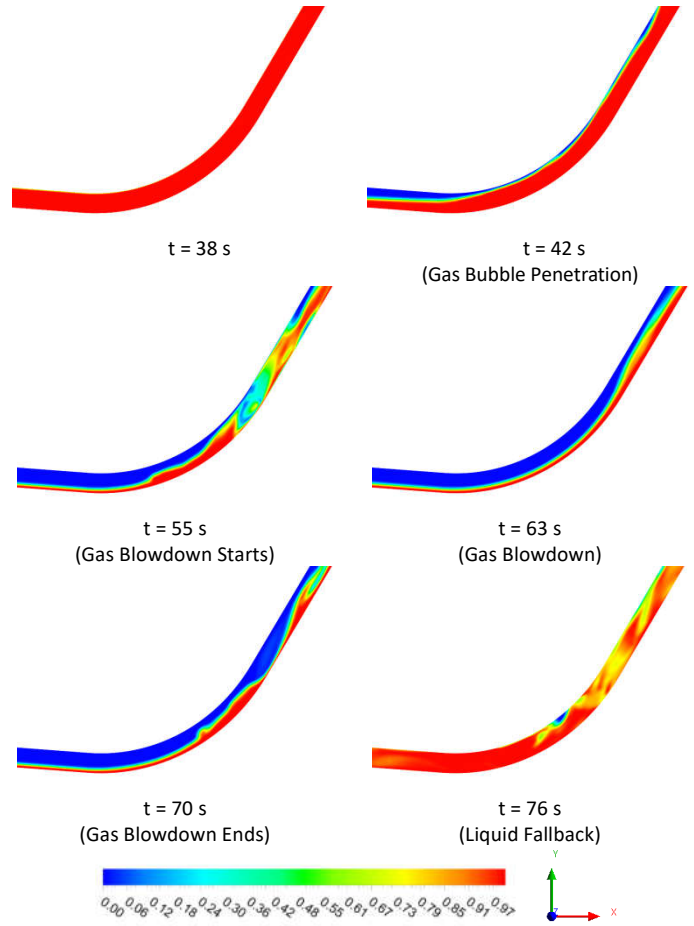 t = 38 s
t = 42 s
(Gas Bubble Penetration)
t = 55 s
(Gas Blowdown Starts)
t = 63 s
(Gas Blowdown)
t = 70 s
(Gas Blowdown Ends)
t = 76 s
(Liquid Fallback)
0.00 0.06 0.12 0.18 0.24 0.30 0.36 0.42 0.48 0.55 0.61 0.67 0.73 0.79 0.85 0.91 0.97
Y
Z
X